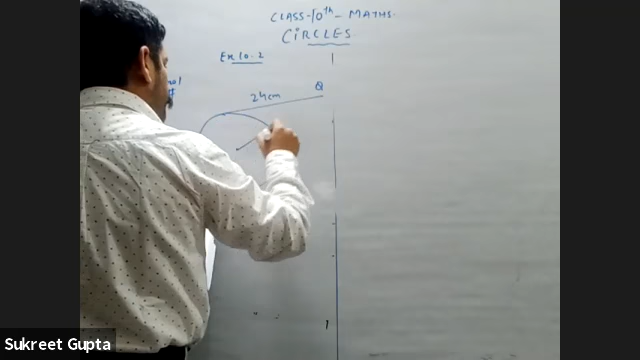 CLASS-10th- MATHS.
CIRCLES
Ex 10.2
24cm
Q
Sukreet Gupta